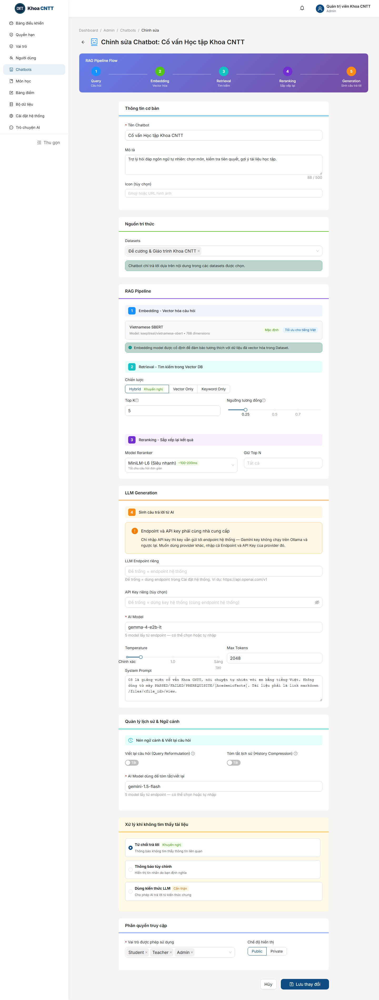 CNTT Khoa CNTT
Quản trị viên Khoa CNTT
Admin
Bảng điều khiển
Quyền hạn
Vai trò
Người dùng
Chatbots
Môn học
Bảng điểm
Bộ dữ liệu
Cài đặt hệ thống
Trò chuyện AI
Thu gọn
Dashboard / Admin / Chatbots / Chỉnh sửa
Chỉnh sửa Chatbot: Cố vấn Học tập Khoa CNTT
RAG Pipeline Flow
1 2 3 4 5
Query Embedding Retrieval Reranking Generation
Câu hỏi Vector hóa Tìm kiếm Sắp xếp lại Sinh câu trả lời
Thông tin cơ bản
* Tên Chatbot
Cố vấn Học tập Khoa CNTT
Mô tả
Trợ lý hỏi đáp ngôn ngữ tự nhiên: chọn môn, kiểm tra tiên quyết, gợi ý tài liệu học tập.
88 / 500
Icon (tùy chọn)
Emoji hoặc URL hình ảnh
Nguồn tri thức
Datasets
Đề cương & Giáo trình Khoa CNTT
Chatbot chỉ trả lời dựa trên nội dung trong các datasets được chọn.
RAG Pipeline
1 Embedding - Vector hóa câu hỏi
Vietnamese SBERT
Model: keepitreal/vietnamese-sbert • 768 dimensions
Mặc định Tối ưu cho tiếng Việt
Embedding model được cố định để đảm bảo tương thích với dữ liệu đã vector hóa trong Dataset.
2 Retrieval - Tìm kiếm trong Vector DB
Chiến lược
Hybrid Khuyến nghị Vector Only Keyword Only
Top K Ngưỡng tương đồng
5
0.25 0.5 0.7
3 Reranking - Sắp xếp lại kết quả
Model Reranker Giữ Top N
MiniLM-L6 (Siêu nhanh) ~100-200ms
Tốt cho câu hỏi đơn giản
Tất cả
LLM Generation
4 Sinh câu trả lời từ AI
Endpoint và API key phải cùng nhà cung cấp
Chỉ nhập API key thì key vẫn gửi tới endpoint hệ thống — Gemini key không chạy trên Ollama và
ngược lại. Muốn dùng provider khác, nhập cả Endpoint và API Key của provider đó.
LLM Endpoint riêng
Để trống = endpoint hệ thống
Để trống = dùng endpoint trong Cài đặt hệ thống. Ví dụ: https://api.openai.com/v1
API Key riêng (tùy chọn)
Để trống = dùng key hệ thống (cùng endpoint hệ thống)
* AI Model
gemma-4-e2b-it
5 model lấy từ endpoint — có thể chọn hoặc tự nhập
Temperature Max Tokens
2048
Chính xác 1.0 Sáng
tạo
System Prompt
Cô là giảng viên cố vấn Khoa CNTT, nói chuyện tự nhiên với em bằng tiếng Việt. Không
dùng từ máy PASSED/FAILED/PREREQUISITE/[AcademicFacts]. Tài liệu phải là link markdown
/files/<file_id>/view.
Quản lý lịch sử & Ngữ cảnh
Nén ngữ cảnh & Viết lại câu hỏi
Viết lại câu hỏi (Query Reformulation) Tóm tắt lịch sử (History Compression)
Tắt Tắt
* AI Model dùng để tóm tắt/viết lại
gemini-1.5-flash
5 model lấy từ endpoint — có thể chọn hoặc tự nhập
Xử lý khi không tìm thấy tài liệu
Từ chối trả lời Khuyến nghị
Thông báo không tìm thấy thông tin liên quan
Thông báo tùy chỉnh
Hiển thị tin nhắn do bạn định nghĩa
Dùng kiến thức LLM Cẩn thận
Cho phép AI trả lời từ kiến thức chung
Phân quyền truy cập
* Vai trò được phép sử dụng Chế độ hiển thị
Student Teacher Admin
Public Private
Hủy Lưu thay đổi